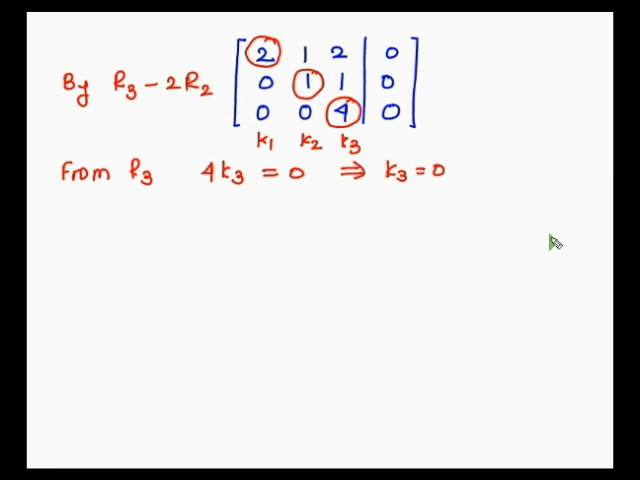 2 1 2 | 0
By R3 - 2R2 0 1 1 | 0
0 0 4 | 0
k1 k2 k3
From R3 4k3 = 0 ⇒ k3 = 0